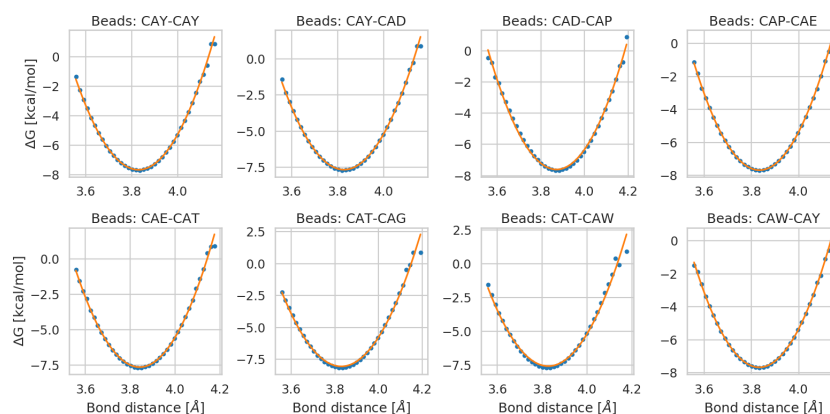 Beads: CAY-CAY Beads: CAY-CAD Beads: CAD-CAP Beads: CAP-CAE
ΔG [kcal/mol]
0 0.0 0 0
−2 −2.5 −2 −2
−4 −5.0 −4 −4
−6 −7.5 −6 −6
−8 −8 −8
3.6 3.8 4.0 3.6 3.8 4.0 4.2 3.6 3.8 4.0 4.2 3.6 3.8 4.0
Beads: CAE-CAT Beads: CAT-CAG Beads: CAT-CAW Beads: CAW-CAY
ΔG [kcal/mol]
0.0 2.5 2.5 0
−2.5 0.0 0.0 −2
−5.0 −2.5 −2.5 −4
−7.5 −5.0 −5.0 −6
−7.5 −7.5 −8
3.6 3.8 4.0 4.2 3.6 3.8 4.0 4.2 3.6 3.8 4.0 4.2 3.6 3.8 4.0
Bond distance [Å] Bond distance [Å] Bond distance [Å] Bond distance [Å]